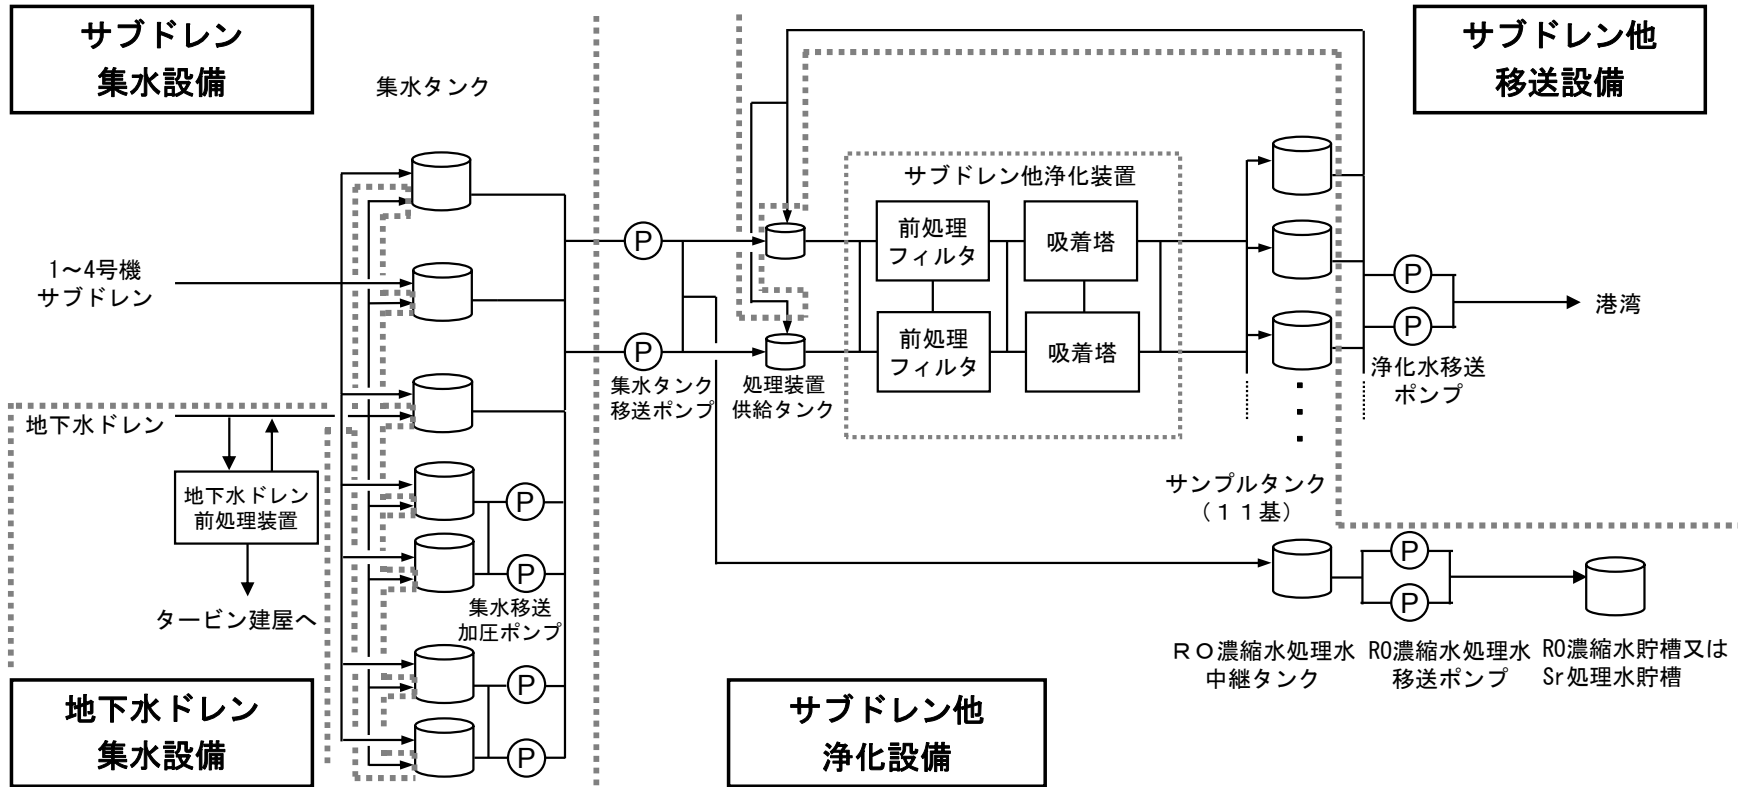 サブドレン
集水設備
集水タンク
サブドレン他
移送設備
1～4号機
サブドレン
サブドレン他浄化装置
前処理
フィルタ
吸着塔
前処理
フィルタ
吸着塔
P
P
P
P
集水タンク
移送ポンプ
処理装置
供給タンク
港湾
浄化水移送
ポンプ
地下水ドレン
地下水ドレン
前処理装置
タービン建屋へ
P
P
集水移送
加圧ポンプ
P
P
サンプルタンク
（１１基）
P
P
ＲＯ濃縮水処理水
中継タンク
RO濃縮水処理水
移送ポンプ
RO濃縮水貯槽又は
Sr処理水貯槽
地下水ドレン
集水設備
サブドレン他
浄化設備